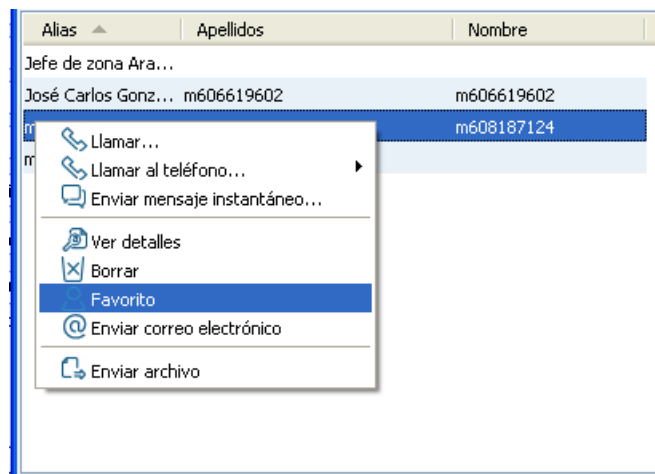 Alias Apellidos Nombre
Jefe de zona Ara...
José Carlos Gonz... m606619602 m606619602
m m608187124
m
Llamar...
Llamar al teléfono...
Enviar mensaje instantáneo...
Ver detalles
Borrar
Favorito
Enviar correo electrónico
Enviar archivo